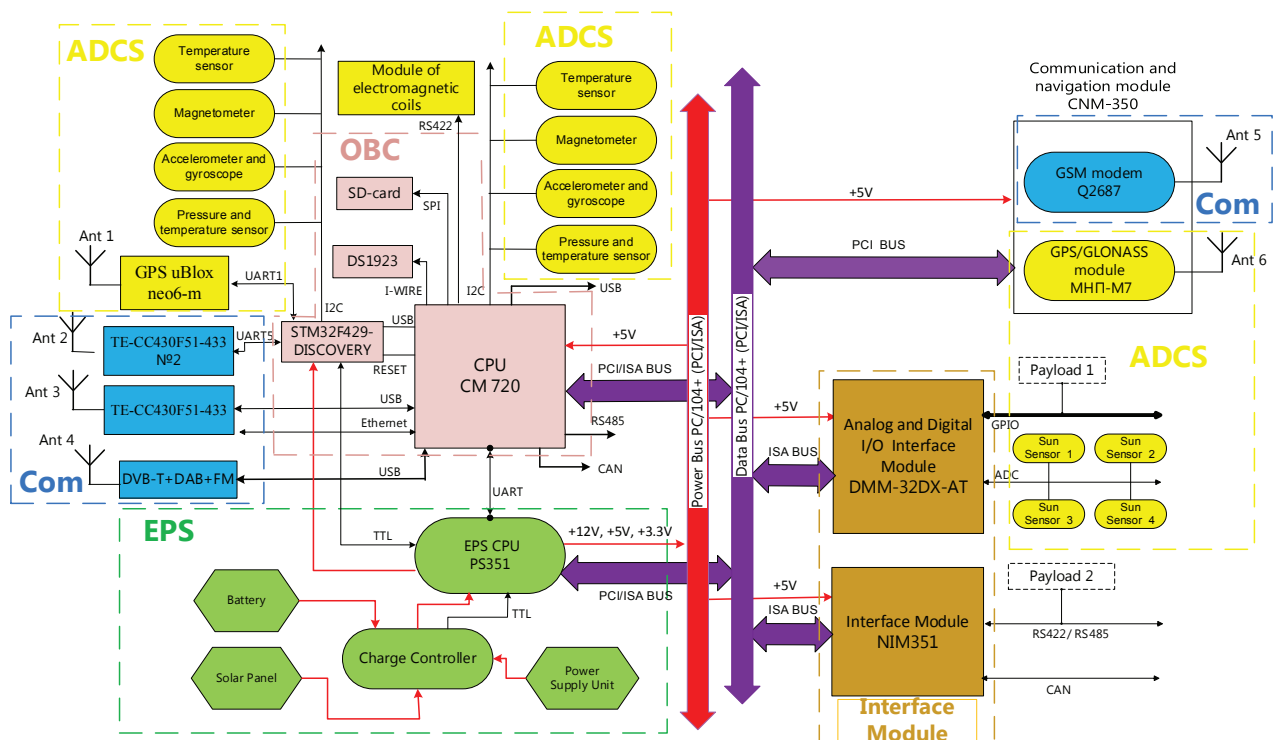 ADCS
Temperature
sensor
Magnetometer
Accelerometer and
gyroscope
Pressure and
temperature sensor
Ant 1
GPS uBlox
neo6-m
UART1
I2C
Module of
electromagnetic
coils
RS422
OBC
SD-card
SPI
DS1923
I-WIRE
I2C
ADCS
Temperature
sensor
Magnetometer
Accelerometer and
gyroscope
Pressure and
temperature sensor
USB
Ant 2
TE-CC430F51-433
№2
UART5
STM32F429-
DISCOVERY
USB
RESET
CPU
CM 720
Ant 3
TE-CC430F51-433
USB
Ethernet
Ant 4
DVB-T+DAB+FM
USB
Com
+5V
PCI/ISA BUS
RS485
CAN
UART
EPS
TTL
EPS CPU
PS351
+12V, +5V, +3.3V
PCI/ISA BUS
Battery
TTL
Charge Controller
Solar Panel
Power
Supply Unit
Power Bus PC/104+ (PCI/ISA)
Data Bus PC/104+ (PCI/ISA)
Communication and
navigation module
CNM-350
+5V
GSM modem
Q2687
Ant 5
Com
PCI BUS
GPS/GLONASS
module
МНП-М7
Ant 6
ADCS
+5V
ISA BUS
Analog and Digital
I/O Interface
Module
DMM-32DX-AT
Payload 1
GPIO
Sun
Sensor 1
Sun
Sensor 2
ADC
Sun
Sensor 3
Sun
Sensor 4
+5V
ISA BUS
Interface Module
NIM351
Payload 2
RS422/ RS485
CAN
Interface
Module